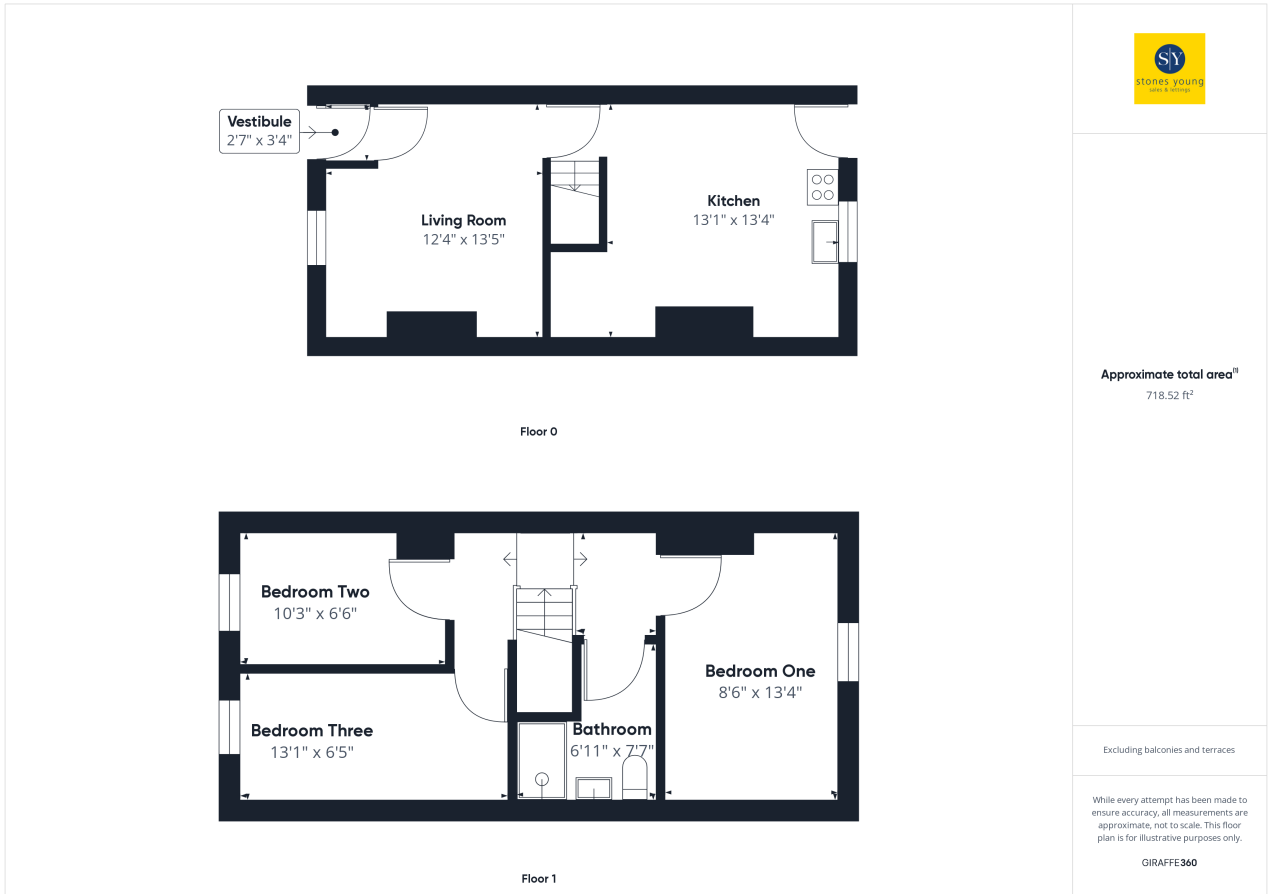 Vestibule
2'7" x 3'4"
Living Room
12'4" x 13'5"
Kitchen
13'1" x 13'4"
Floor 0
Bedroom Two
10'3" x 6'6"
Bedroom Three
13'1" x 6'5"
Bathroom
6'11" x 7'7"
Bedroom One
8'6" x 13'4"
Floor 1
S|Y
stones young
sales & lettings
Approximate total area(1)
718.52 ft²
Excluding balconies and terraces
While every attempt has been made to
ensure accuracy, all measurements are
approximate, not to scale. This floor
plan is for illustrative purposes only.
GIRAFFE360